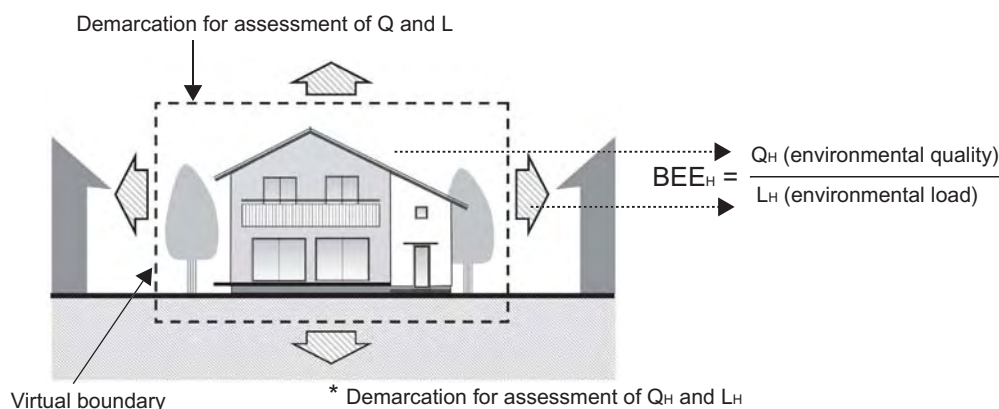 Demarcation for assessment of Q and L
BEEH = QH (environmental quality)
LH (environmental load)
Virtual boundary
* Demarcation for assessment of QH and LH